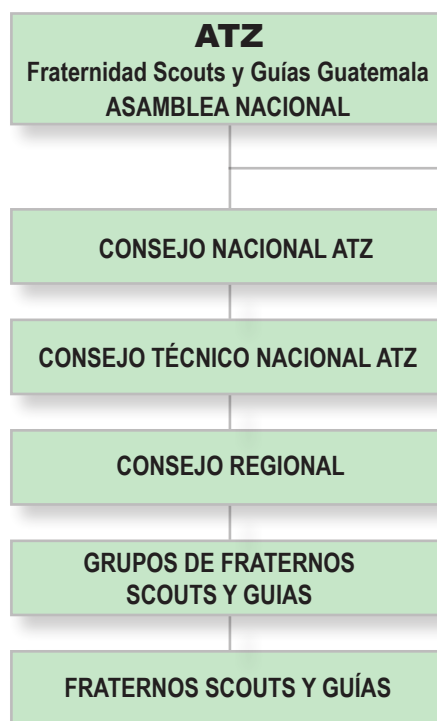 ATZ
Fraternidad Scouts y Guías Guatemala
ASAMBLEA NACIONAL
CONSEJO NACIONAL ATZ
CONSEJO TÉCNICO NACIONAL ATZ
CONSEJO REGIONAL
GRUPOS DE FRATERNOS
SCOUTS Y GUIAS
FRATERNOS SCOUTS Y GUÍAS